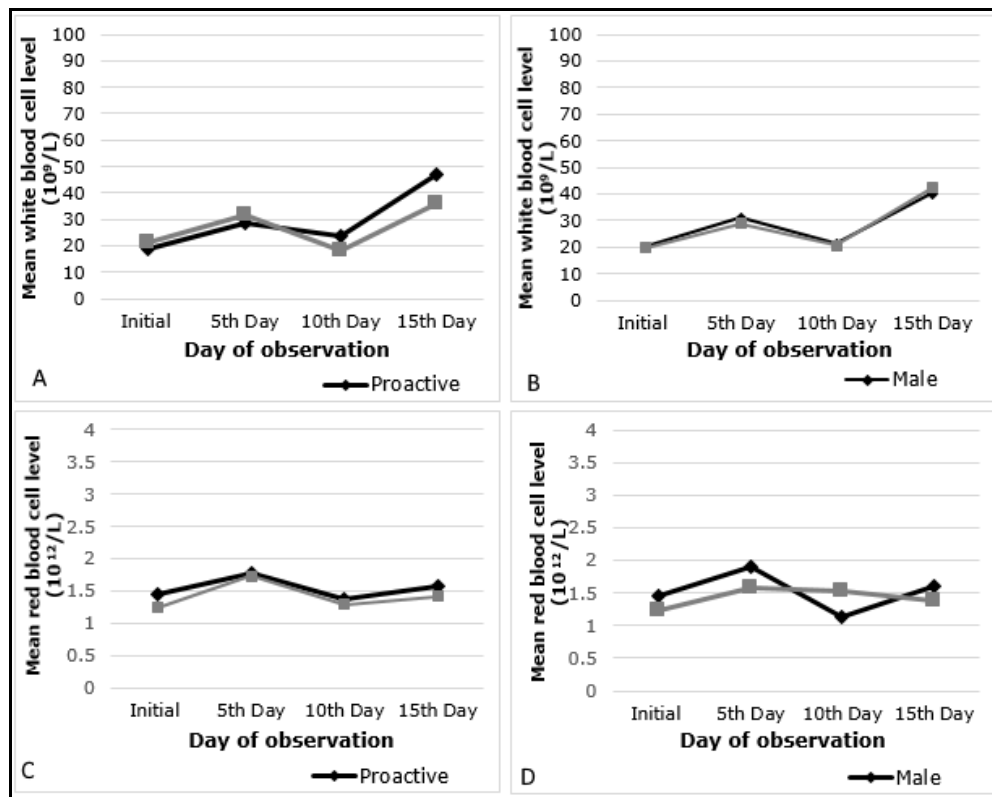 Mean white blood cell level
(10⁹/L)
100
90
80
70
60
50
40
30
20
10
0
Initial 5th Day 10th Day 15th Day
Day of observation
A
Proactive
Mean white blood cell level
(10⁹/L)
100
90
80
70
60
50
40
30
20
10
0
Initial 5th Day 10th Day 15th Day
Day of observation
B
Male
Mean red blood cell level
(10¹²/L)
4
3.5
3
2.5
2
1.5
1
0.5
0
Initial 5th Day 10th Day 15th Day
Day of observation
C
Proactive
Mean red blood cell level
(10¹²/L)
4
3.5
3
2.5
2
1.5
1
0.5
0
Initial 5th Day 10th Day 15th Day
Day of observation
D
Male